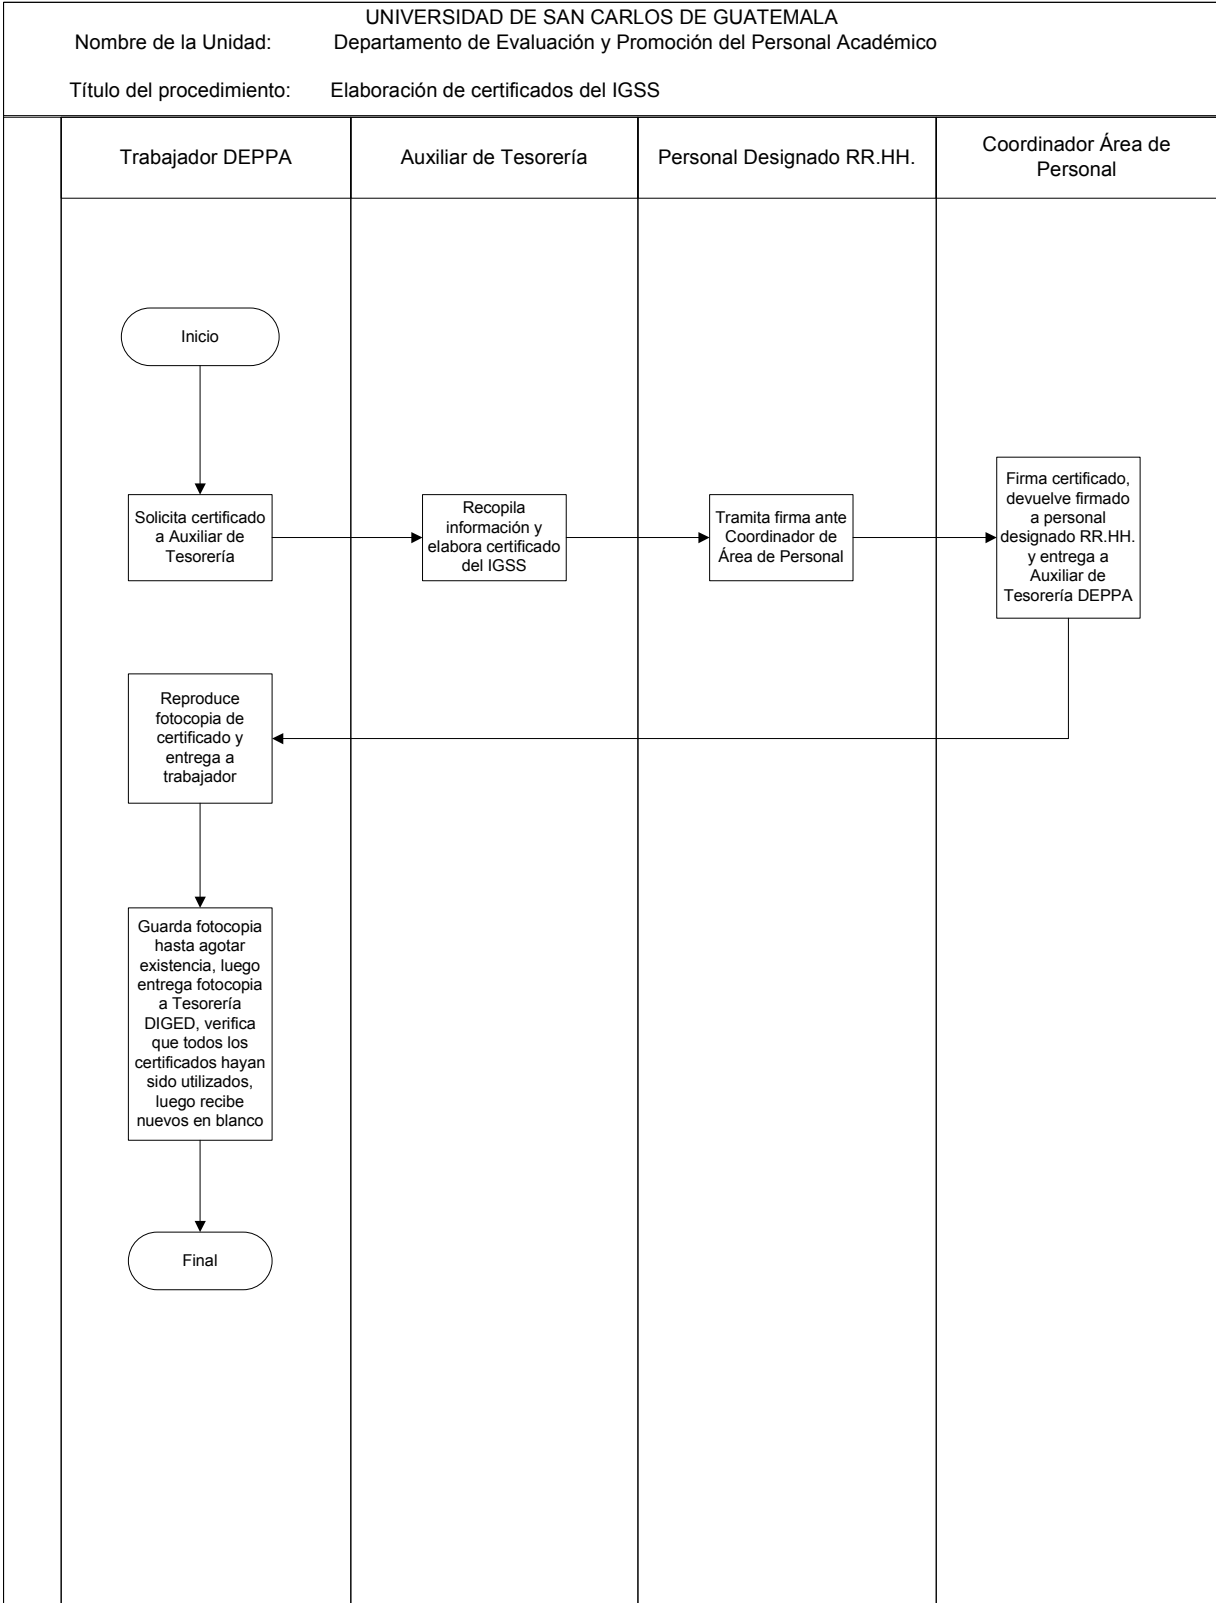 UNIVERSIDAD DE SAN CARLOS DE GUATEMALA
Nombre de la Unidad: Departamento de Evaluación y Promoción del Personal Académico
Título del procedimiento: Elaboración de certificados del IGSS
Trabajador DEPPA
Auxiliar de Tesorería
Personal Designado RR.HH.
Coordinador Área de
Personal
Inicio
Solicita certificado
a Auxiliar de
Tesorería
Recopila
información y
elabora certificado
del IGSS
Tramita firma ante
Coordinador de
Área de Personal
Firma certificado,
devuelve firmado
a personal
designado RR.HH.
y entrega a
Auxiliar de
Tesorería DEPPA
Reproduce
fotocopia de
certificado y
entrega a
trabajador
Guarda fotocopia
hasta agotar
existencia, luego
entrega fotocopia
a Tesorería
DIGED, verifica
que todos los
certificados hayan
sido utilizados,
luego recibe
nuevos en blanco
Final